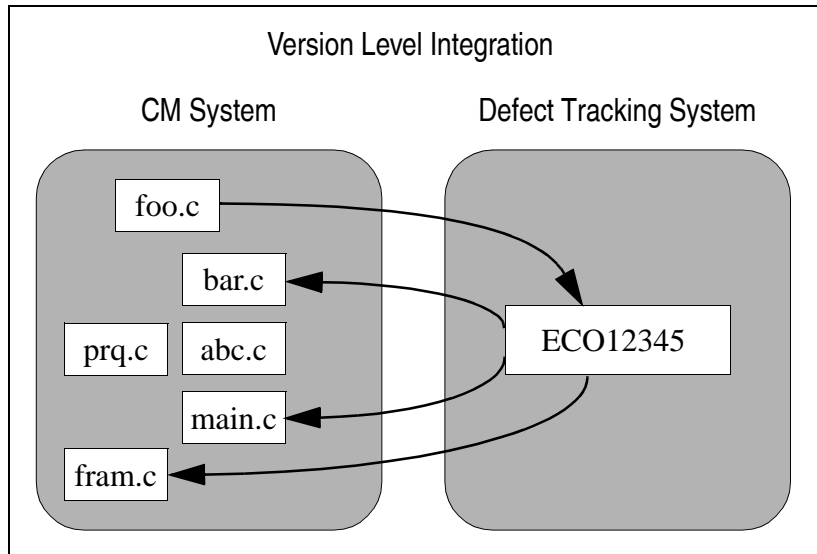 Version Level Integration
CM System
Defect Tracking System
foo.c
bar.c
ECO12345
prq.c
abc.c
main.c
fram.c